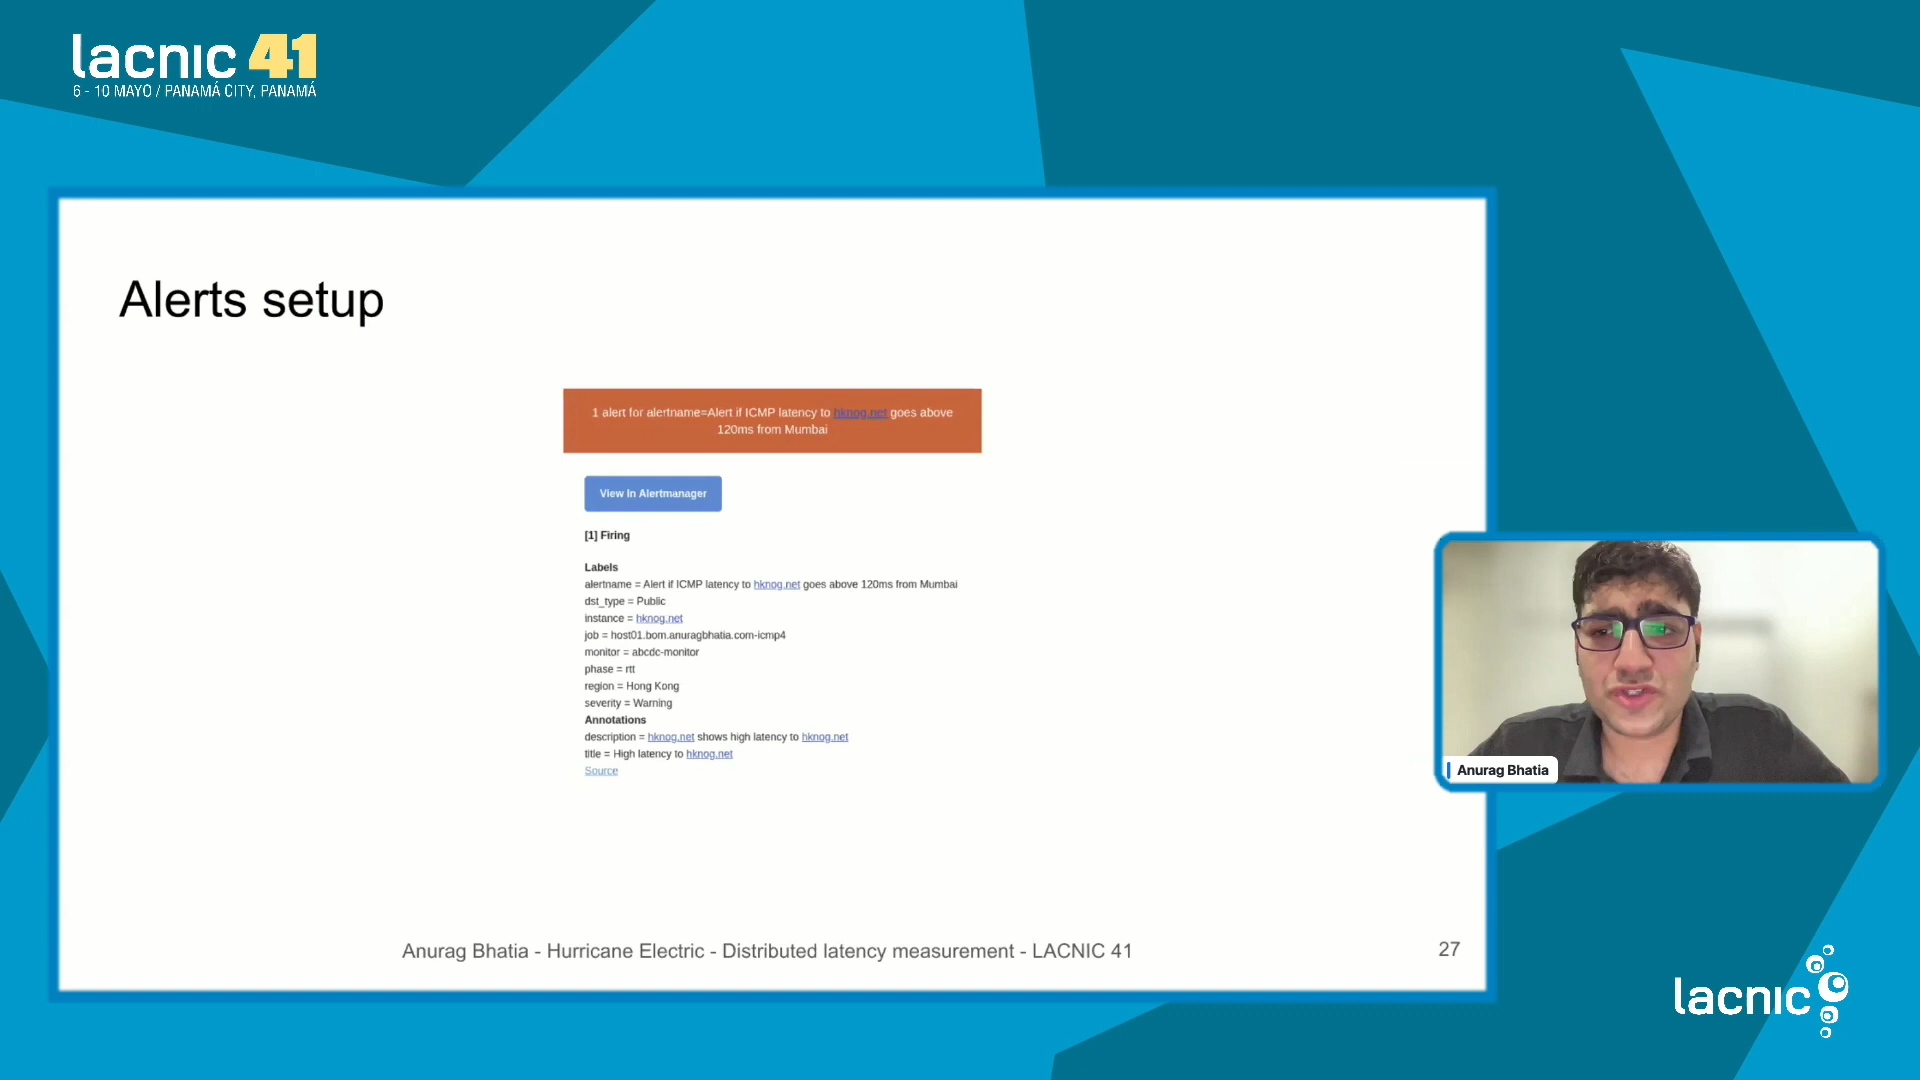 lacnic 41
6 - 10 MAYO / PANAMÁ CITY, PANAMÁ
Alerts setup
1 alert for alertname=Alert if ICMP latency to hknog.net goes above
120ms from Mumbai
View In Alertmanager
[1] Firing
Labels
alertname = Alert if ICMP latency to hknog.net goes above 120ms from Mumbai
dst_type = Public
instance = hknog.net
job = host01.bom.anuragbhatia.com-icmp4
monitor = abcdc-monitor
phase = rtt
region = Hong Kong
severity = Warning
Annotations
description = hknog.net shows high latency to hknog.net
title = High latency to hknog.net
Source
Anurag Bhatia
Anurag Bhatia - Hurricane Electric - Distributed latency measurement - LACNIC 41
27
lacnic